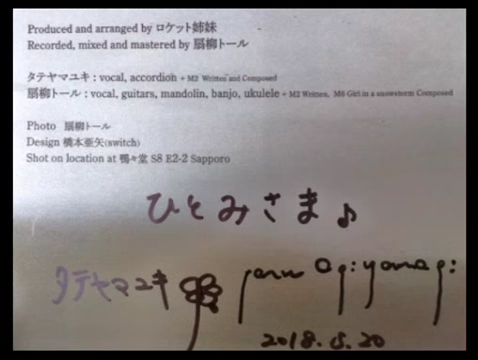 Produced and arranged by ロケット姉妹
Recorded, mixed and mastered by 扇柳トール
タテヤマユキ : vocal, accordion + M2 Written and Composed
扇柳トール : vocal, guitars, mandolin, banjo, ukulele + M2 Written, M6 Girl in a snowstorm Composed
Photo 扇柳トール
Design 橋本亜矢(switch)
Shot on location at 鴨々堂 S8 E2-2 Sapporo
ひとみさま♪
タテヤマユキ Toru Ogiyanagi
2018.5.20